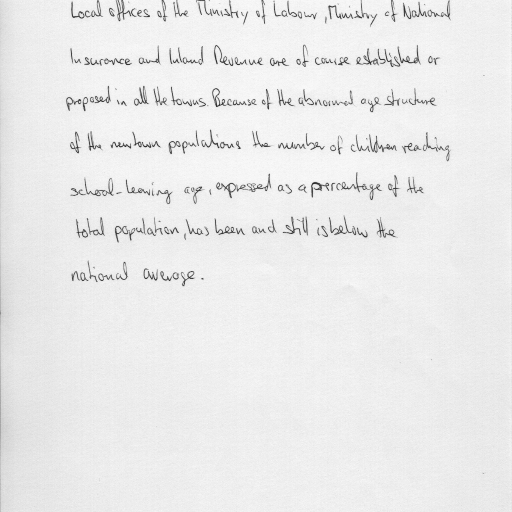 Local offices of the Ministry of Labour, Ministry of National
Insurance and Inland Revenue are of course established or
proposed in all the towns. Because of the abnormal age structure
of the newtown populations the number of children reaching
school-leaving age, expressed as a percentage of the
total population, has been and still is below the
national average.